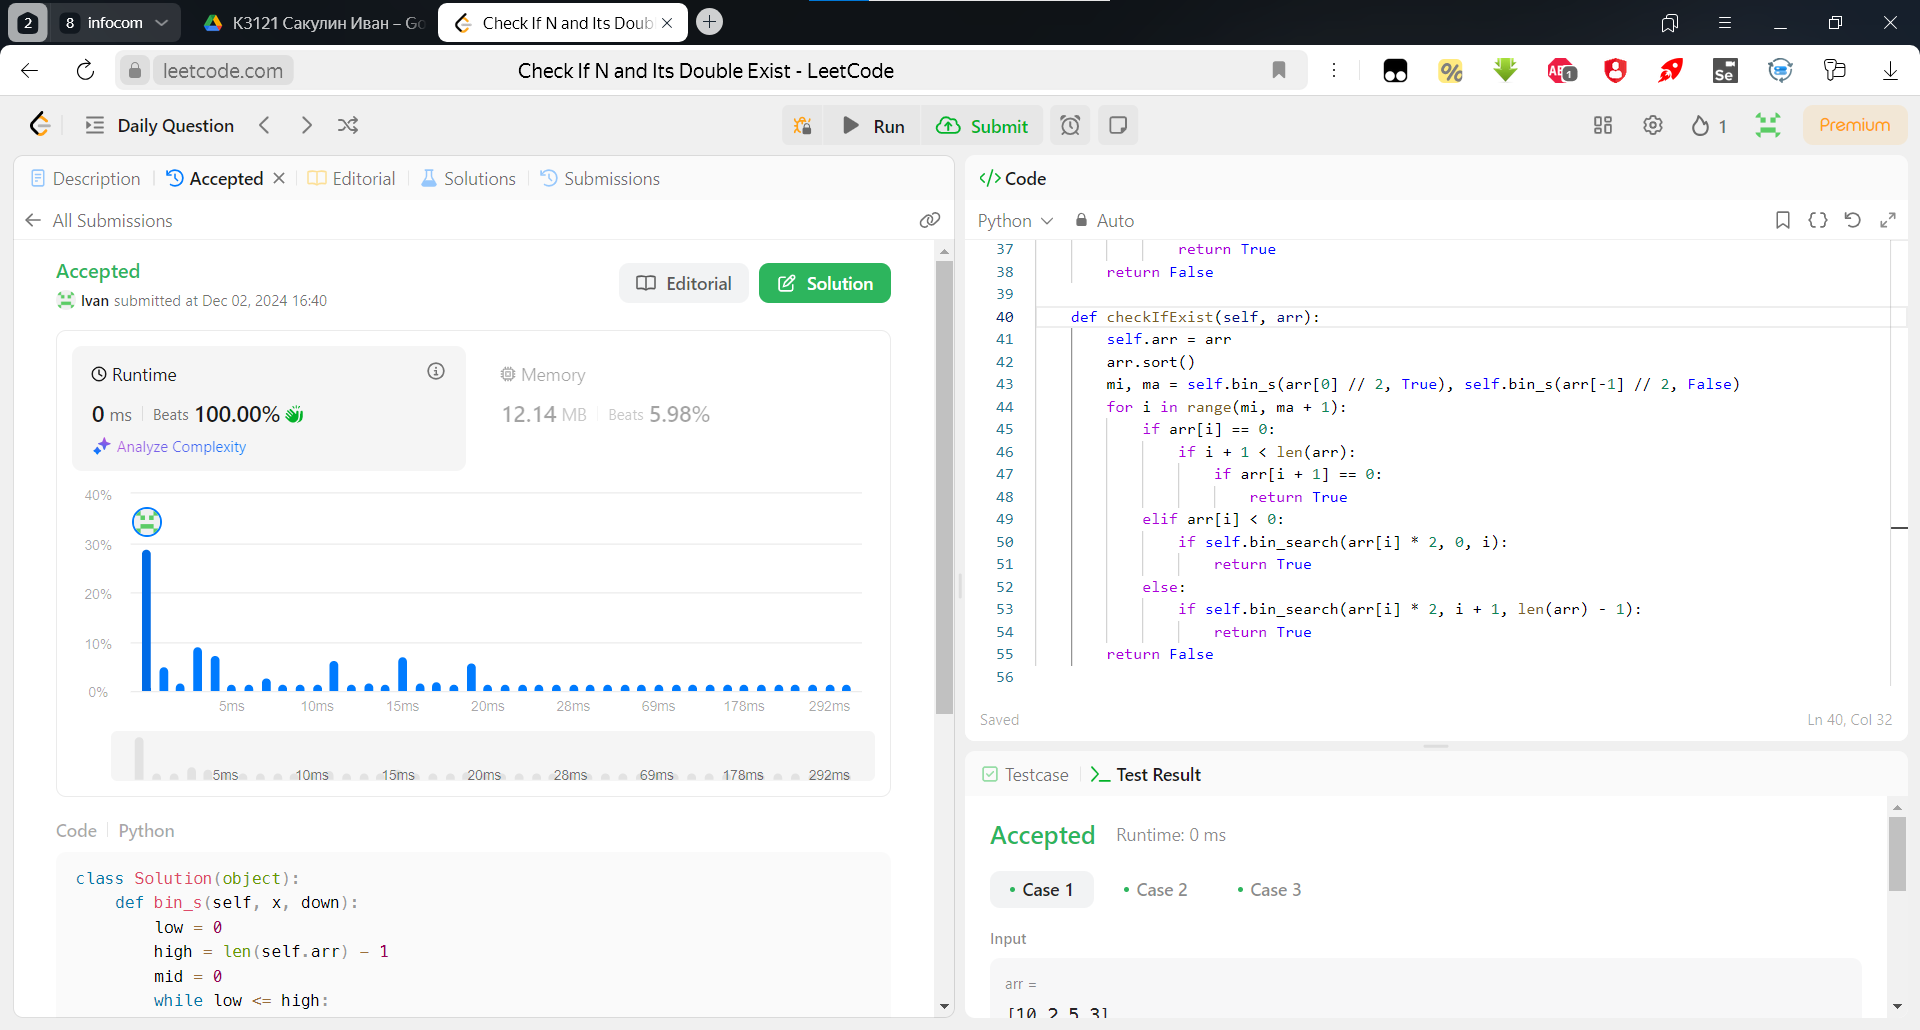 2
8 infocom
К3121 Сакулин Иван – Go
Check If N and Its Doub
leetcode.com
Check If N and Its Double Exist - LeetCode
1
Se
Daily Question
Run
Submit
1
Premium
Description
Accepted
Editorial
Solutions
Submissions
All Submissions
Accepted
Ivan submitted at Dec 02, 2024 16:40
Editorial
Solution
Runtime
0 ms
Beats 100.00%
Analyze Complexity
Memory
12.14 MB
Beats 5.98%
40%
30%
20%
10%
0%
5ms 10ms 15ms 20ms 28ms 69ms 178ms 292ms
5ms 10ms 15ms 20ms 28ms 69ms 178ms 292ms
Code
Python
class Solution(object):
def bin_s(self, x, down):
low = 0
high = len(self.arr) - 1
mid = 0
while low <= high:
Code
Python
Auto
37 return True
38 return False
39
40 def checkIfExist(self, arr):
41 self.arr = arr
42 arr.sort()
43 mi, ma = self.bin_s(arr[0] // 2, True), self.bin_s(arr[-1] // 2, False)
44 for i in range(mi, ma + 1):
45 if arr[i] == 0:
46 if i + 1 < len(arr):
47 if arr[i + 1] == 0:
48 return True
49 elif arr[i] < 0:
50 if self.bin_search(arr[i] * 2, 0, i):
51 return True
52 else:
53 if self.bin_search(arr[i] * 2, i + 1, len(arr) - 1):
54 return True
55 return False
56
Saved
Ln 40, Col 32
Testcase
Test Result
Accepted
Runtime: 0 ms
Case 1
Case 2
Case 3
Input
arr =
[10,2,5,3]